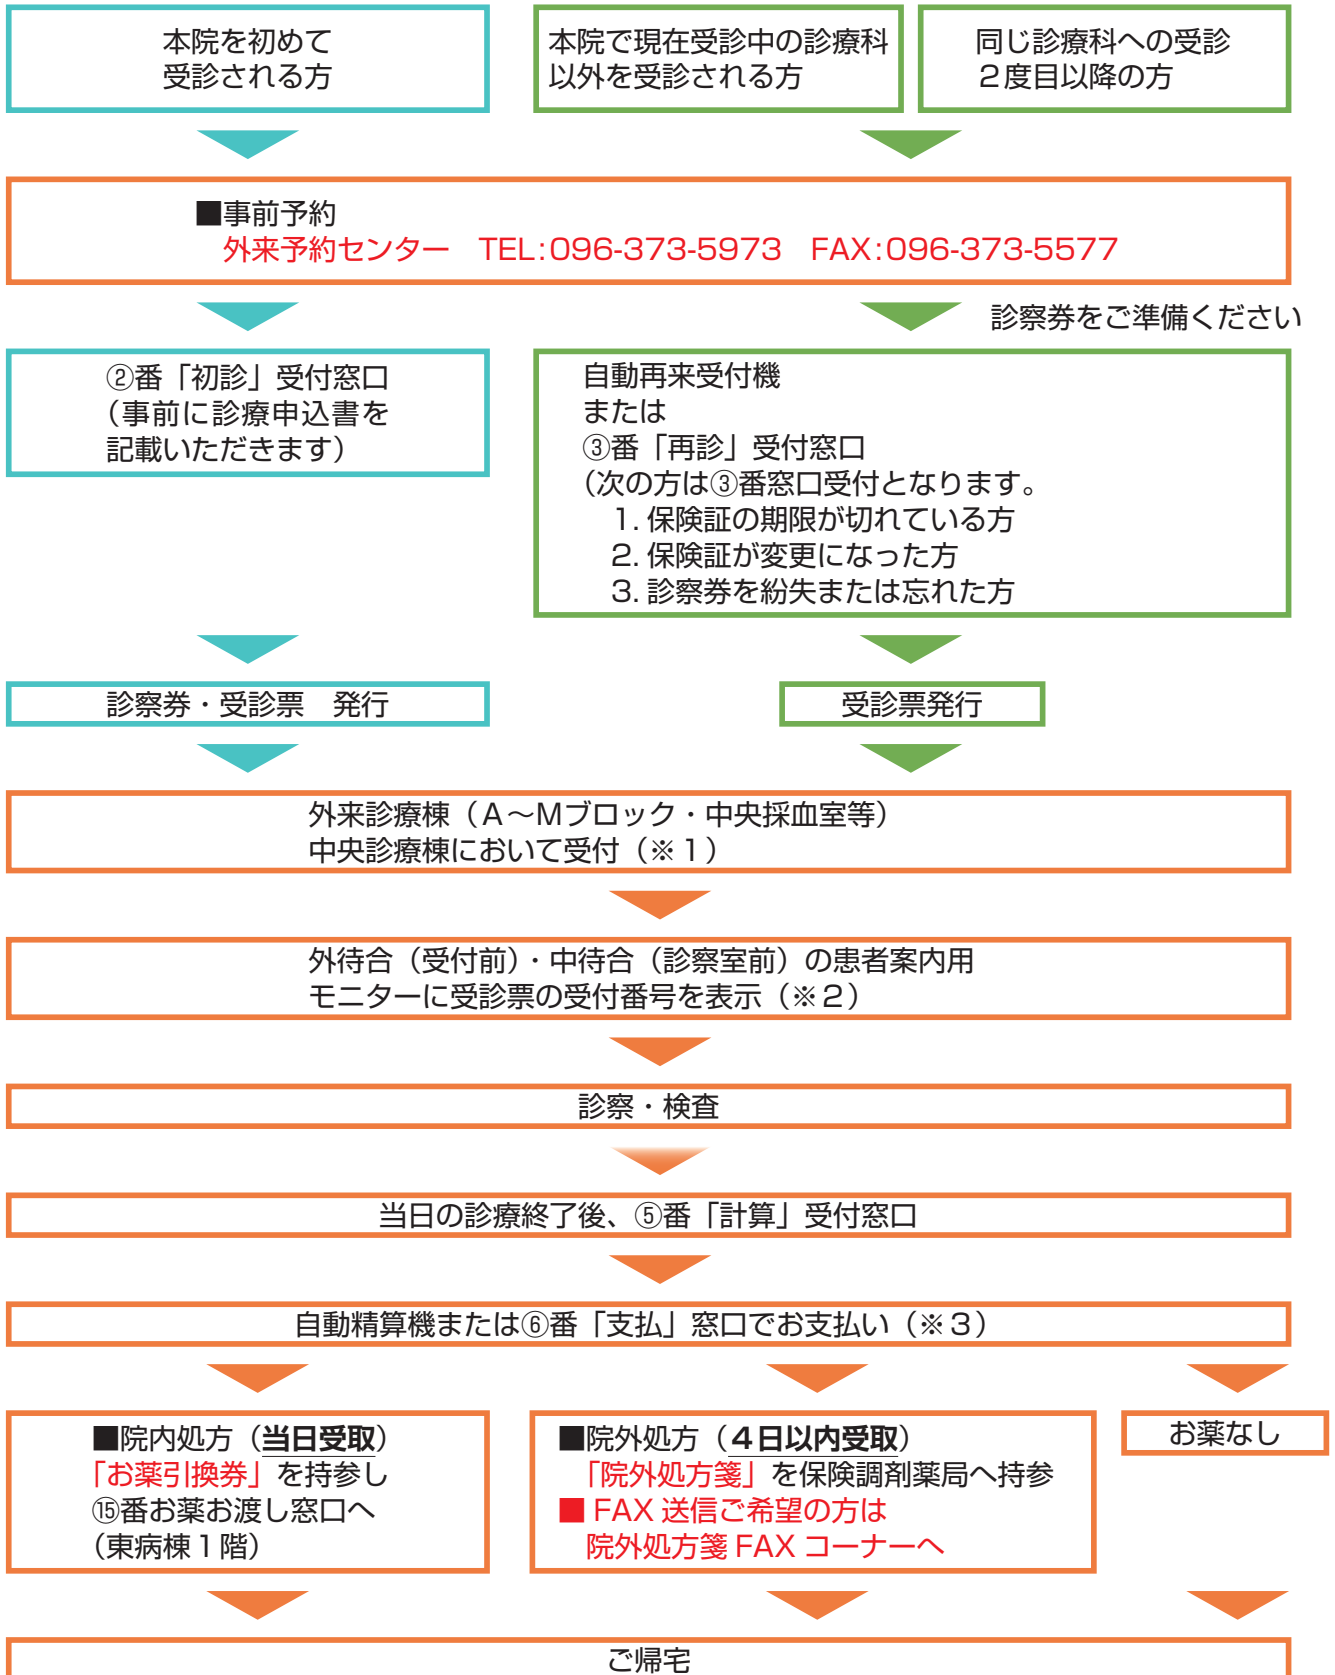 本院を初めて
受診される方
本院で現在受診中の診療科
以外を受診される方
同じ診療科への受診
２度目以降の方
■事前予約
外来予約センター　TEL：096-373-5973　FAX：096-373-5577
診察券をご準備ください
②番「初診」受付窓口
（事前に診療申込書を
記載いただきます）
自動再来受付機
または
③番「再診」受付窓口
（次の方は③番窓口受付となります。
1. 保険証の期限が切れている方
2. 保険証が変更になった方
3. 診察券を紛失または忘れた方
診察券・受診票　発行
受診票発行
外来診療棟（A～Mブロック・中央採血室等）
中央診療棟において受付（※１）
外待合（受付前）・中待合（診察室前）の患者案内用
モニターに受診票の受付番号を表示（※２）
診察・検査
当日の診療終了後、⑤番「計算」受付窓口
自動精算機または⑥番「支払」窓口でお支払い（※３）
■院内処方（当日受取）
「お薬引換券」を持参し
⑮番お薬お渡し窓口へ
（東病棟１階）
■院外処方（４日以内受取）
「院外処方箋」を保険調剤薬局へ持参
■ FAX 送信ご希望の方は
院外処方箋 FAX コーナーへ
お薬なし
ご帰宅